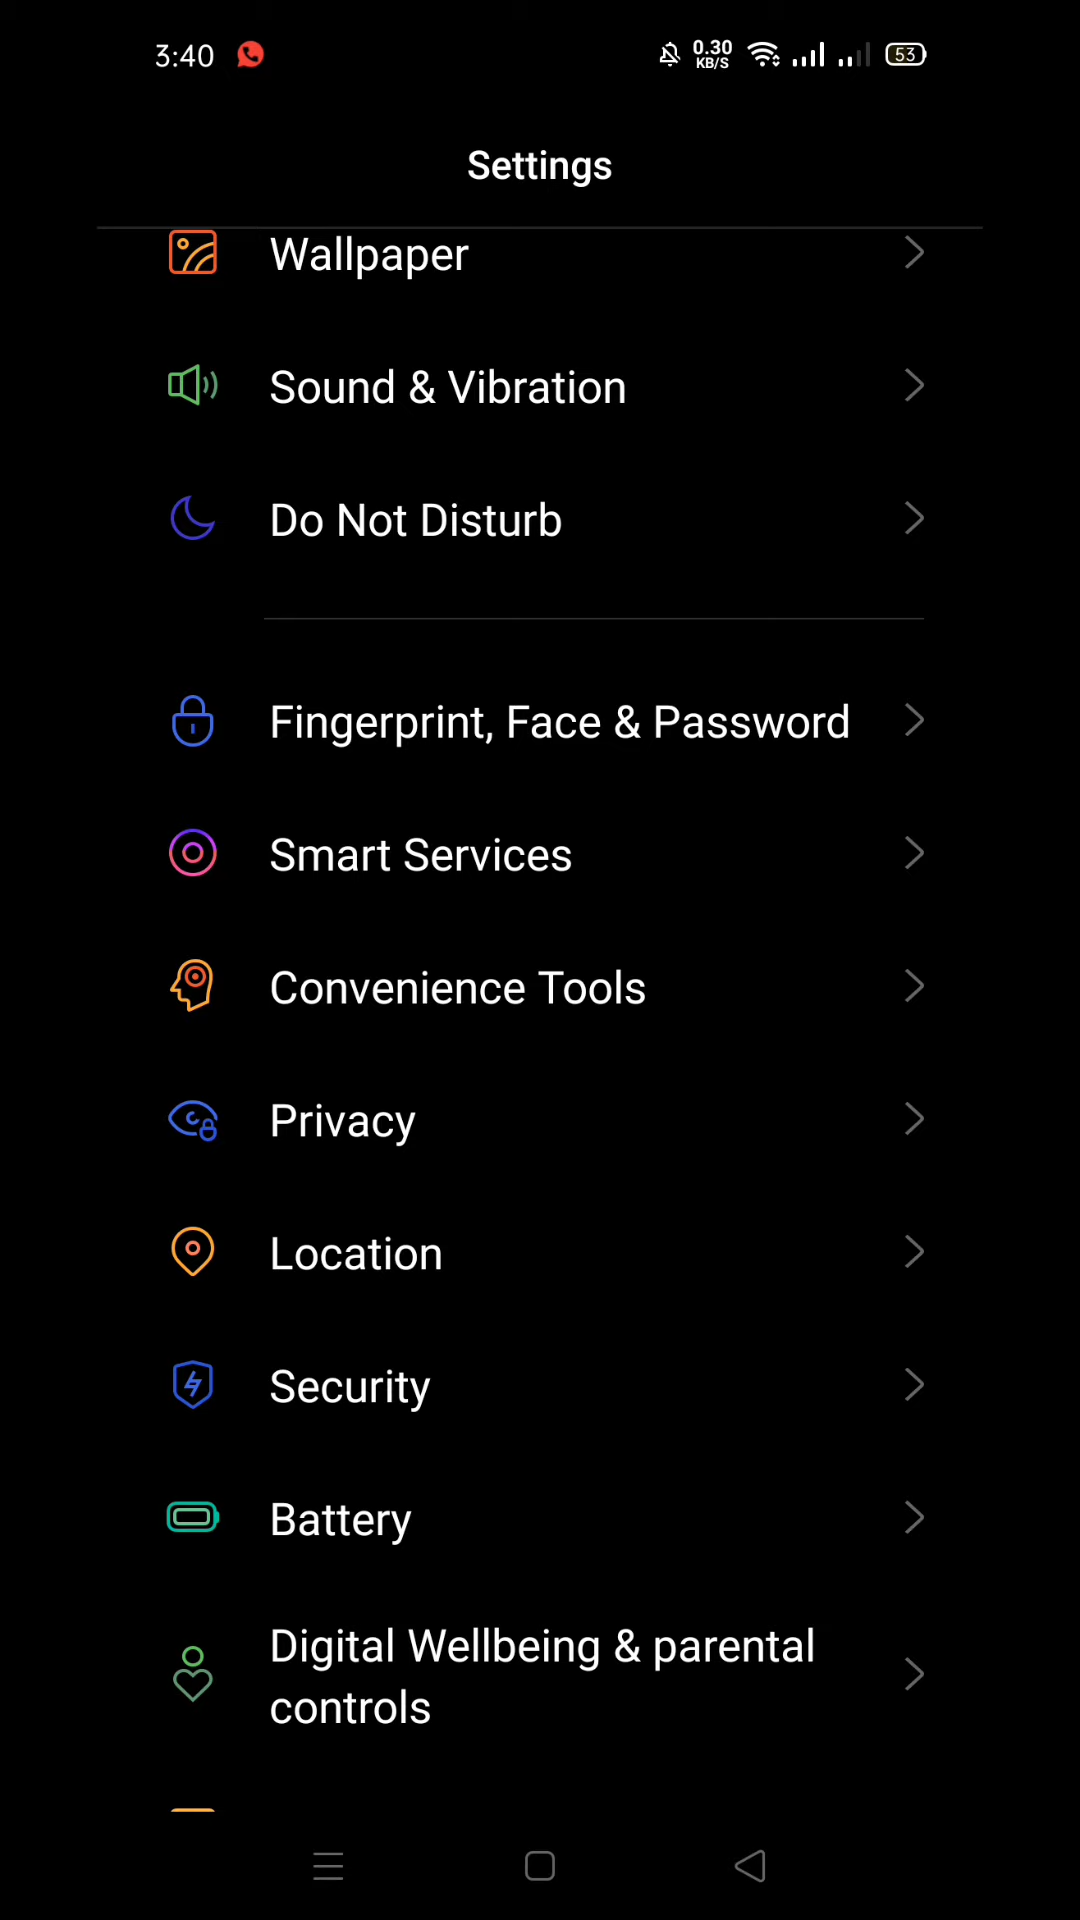 3:40
0.30
KB/S
53
Settings
Wallpaper
Sound & Vibration
Do Not Disturb
Fingerprint, Face & Password
Smart Services
Convenience Tools
Privacy
Location
Security
Battery
Digital Wellbeing & parental
controls